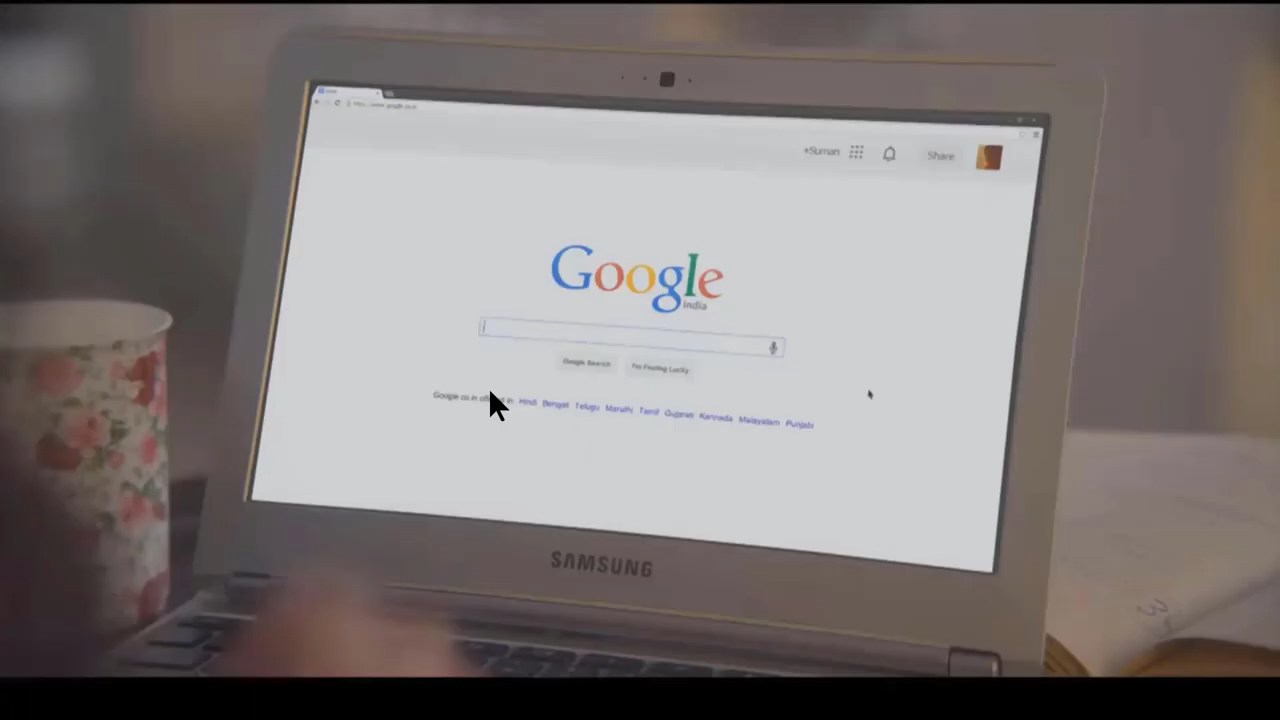 +Suman Share
Google
India
Google Search I'm Feeling Lucky
Hindi Bengali Telugu Marathi Tamil Gujarati Kannada Malayalam Punjabi
SAMSUNG